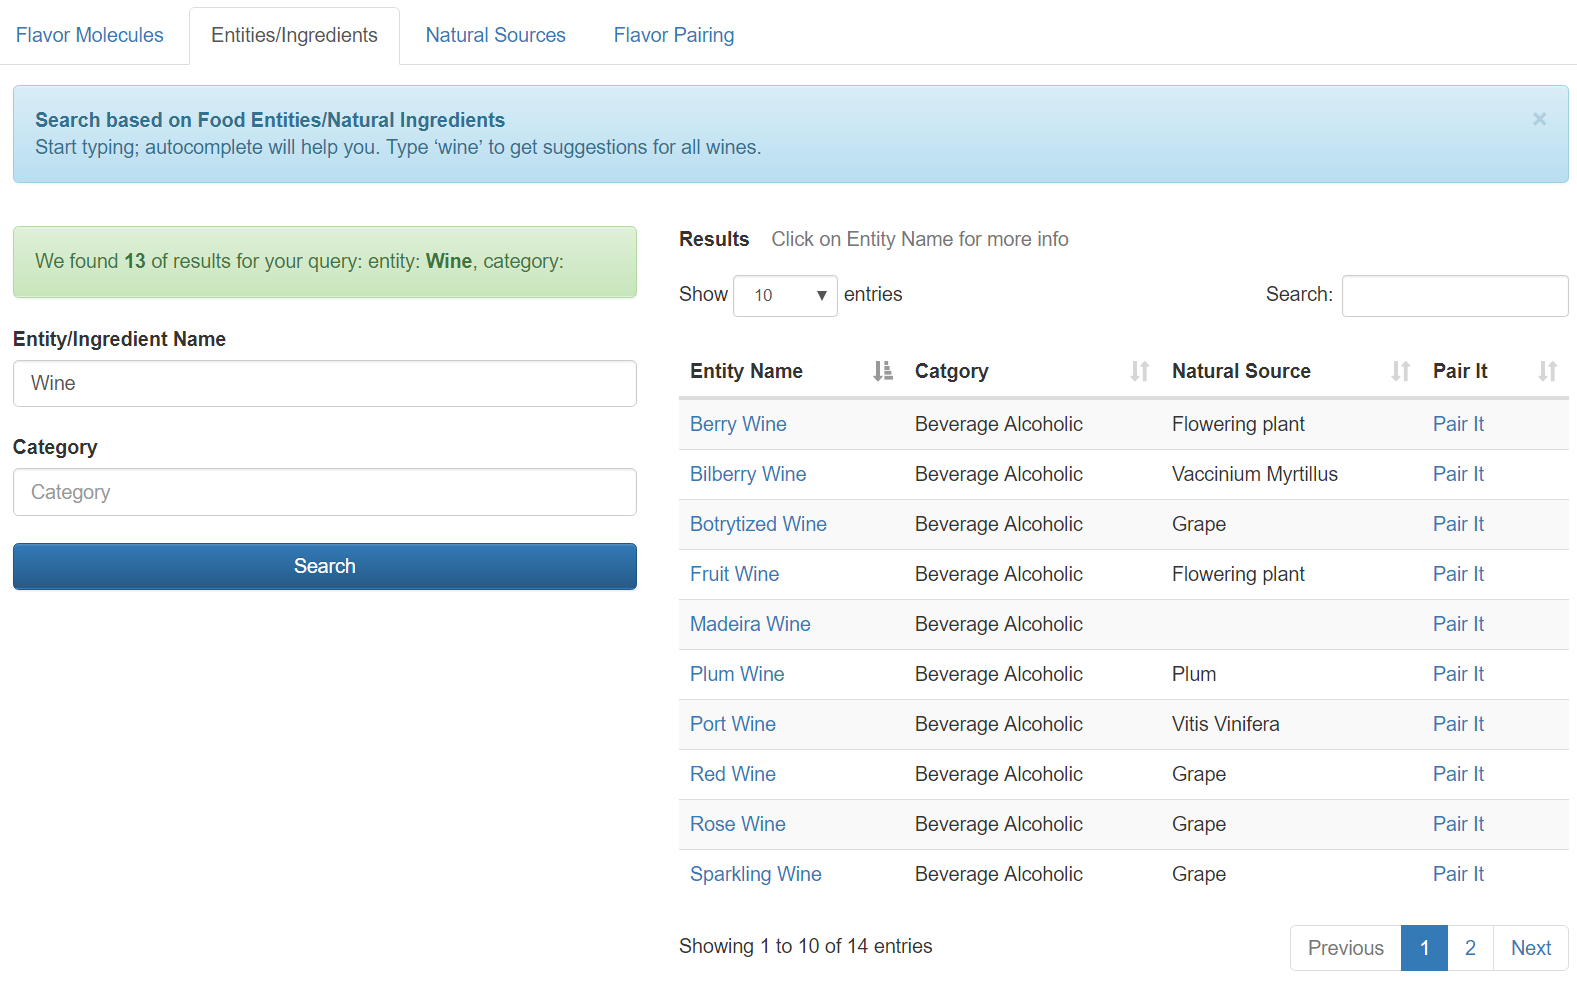 Flavor Molecules Entities/Ingredients Natural Sources Flavor Pairing
Search based on Food Entities/Natural Ingredients ×
Start typing; autocomplete will help you. Type ‘wine’ to get suggestions for all wines.
We found 13 of results for your query: entity: Wine, category:
Entity/Ingredient Name
Wine
Category
Category
Search
Results Click on Entity Name for more info
Show 10 entries Search:
Entity Name Catgory Natural Source Pair It
Berry Wine Beverage Alcoholic Flowering plant Pair It
Bilberry Wine Beverage Alcoholic Vaccinium Myrtillus Pair It
Botrytized Wine Beverage Alcoholic Grape Pair It
Fruit Wine Beverage Alcoholic Flowering plant Pair It
Madeira Wine Beverage Alcoholic Pair It
Plum Wine Beverage Alcoholic Plum Pair It
Port Wine Beverage Alcoholic Vitis Vinifera Pair It
Red Wine Beverage Alcoholic Grape Pair It
Rose Wine Beverage Alcoholic Grape Pair It
Sparkling Wine Beverage Alcoholic Grape Pair It
Showing 1 to 10 of 14 entries Previous 1 2 Next